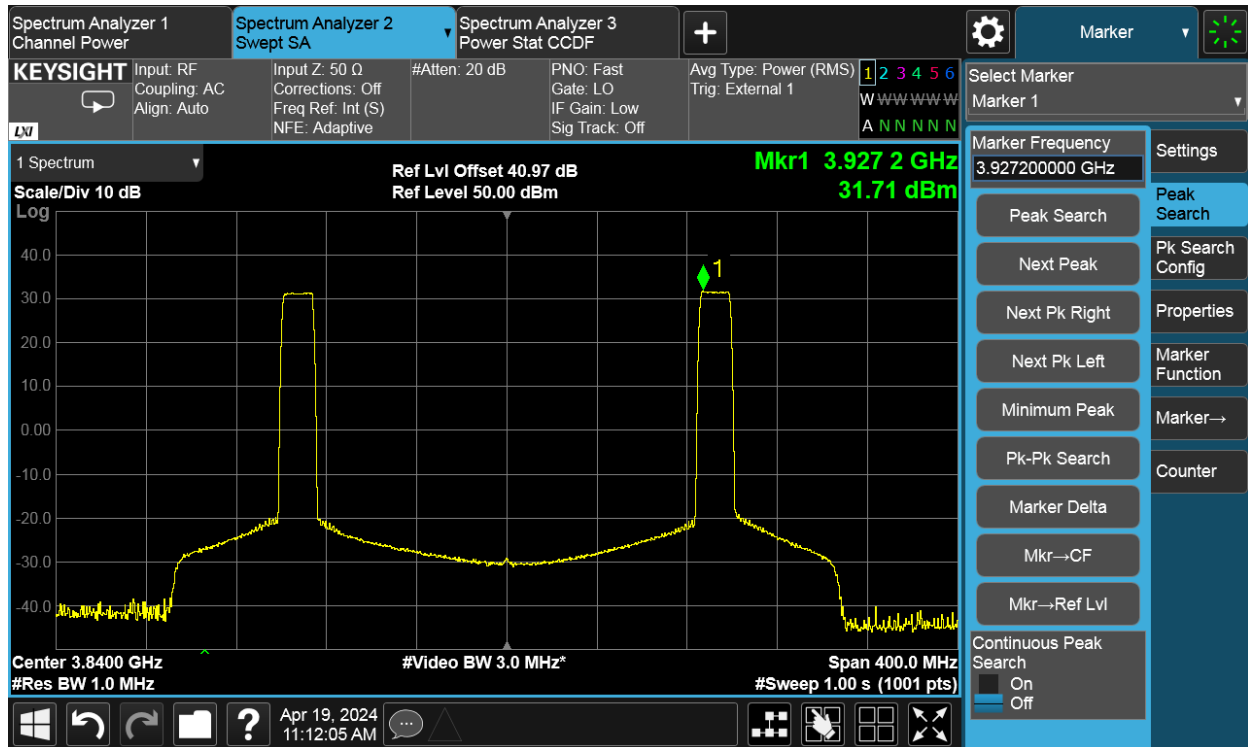 Spectrum Analyzer 1
Channel Power
Spectrum Analyzer 2
Swept SA
Spectrum Analyzer 3
Power Stat CCDF
+
Marker
KEYSIGHT
LXI
Input: RF
Coupling: AC
Align: Auto
Input Z: 50 Ω
Corrections: Off
Freq Ref: Int (S)
NFE: Adaptive
#Atten: 20 dB
PNO: Fast
Gate: LO
IF Gain: Low
Sig Track: Off
Avg Type: Power (RMS)
Trig: External 1
1 2 3 4 5 6
W W W W W W
A N N N N N
Select Marker
Marker 1
1 Spectrum
Scale/Div 10 dB
Log
Ref Lvl Offset 40.97 dB
Ref Level 50.00 dBm
Mkr1 3.927 2 GHz
31.71 dBm
1
40.0
30.0
20.0
10.0
0.00
-10.0
-20.0
-30.0
-40.0
Center 3.8400 GHz
#Res BW 1.0 MHz
#Video BW 3.0 MHz*
Span 400.0 MHz
#Sweep 1.00 s (1001 pts)
Marker Frequency
3.927200000 GHz
Peak Search
Next Peak
Next Pk Right
Next Pk Left
Minimum Peak
Pk-Pk Search
Marker Delta
Mkr→CF
Mkr→Ref Lvl
Continuous Peak
Search
On
Off
Settings
Peak
Search
Pk Search
Config
Properties
Marker
Function
Marker→
Counter
?
Apr 19, 2024
11:12:05 AM